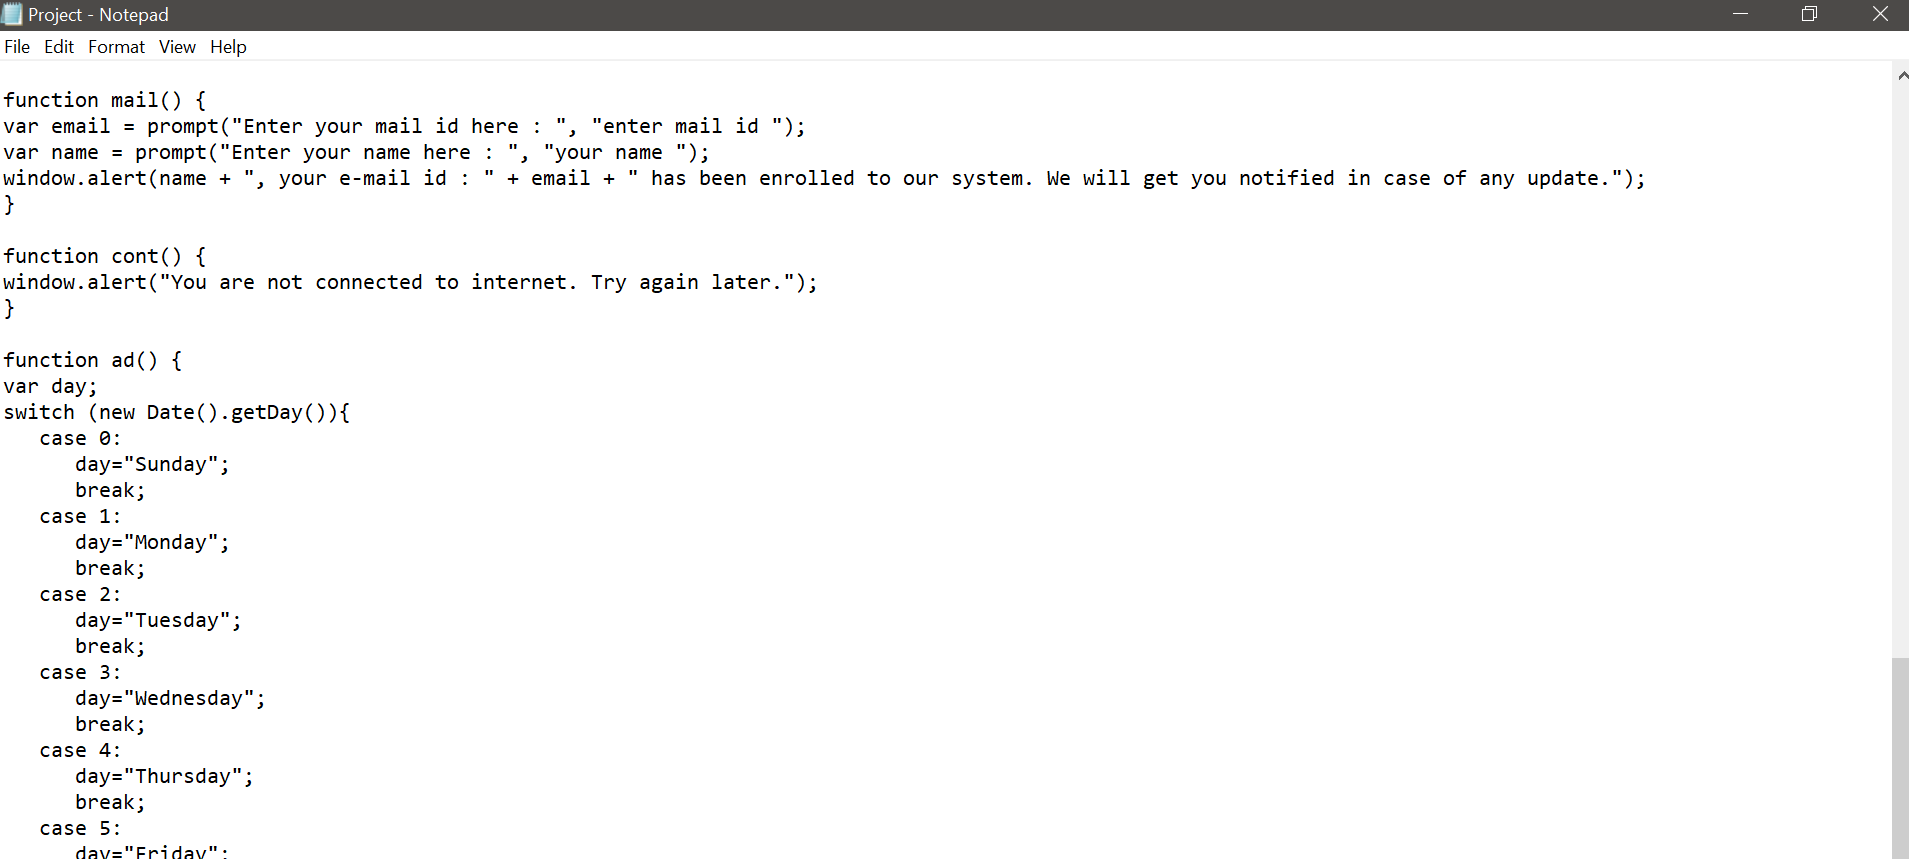 Project - Notepad
File Edit Format View Help
function mail() {
var email = prompt("Enter your mail id here : ", "enter mail id ");
var name = prompt("Enter your name here : ", "your name ");
window.alert(name + ", your e-mail id : " + email + " has been enrolled to our system. We will get you notified in case of any update.");
}
function cont() {
window.alert("You are not connected to internet. Try again later.");
}
function ad() {
var day;
switch (new Date().getDay()){
   case 0:
      day="Sunday";
      break;
   case 1:
      day="Monday";
      break;
   case 2:
      day="Tuesday";
      break;
   case 3:
      day="Wednesday";
      break;
   case 4:
      day="Thursday";
      break;
   case 5:
      day="Friday";